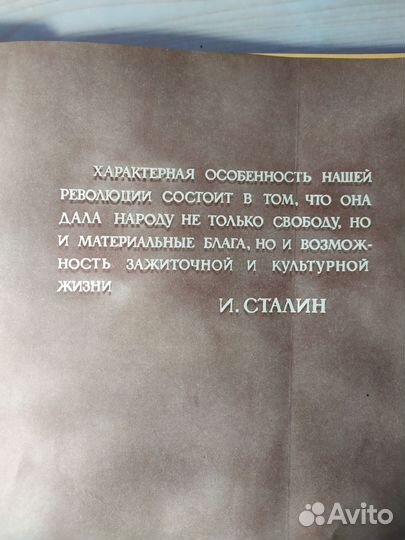 ХАРАКТЕРНАЯ ОСОБЕННОСТЬ НАШЕЙ
РЕВОЛЮЦИИ СОСТОИТ В ТОМ, ЧТО ОНА
ДАЛА НАРОДУ НЕ ТОЛЬКО СВОБОДУ, НО
И МАТЕРИАЛЬНЫЕ БЛАГА, НО И ВОЗМОЖ-
НОСТЬ ЗАЖИТОЧНОЙ И КУЛЬТУРНОЙ
ЖИЗНИ
И. СТАЛИН
Avito